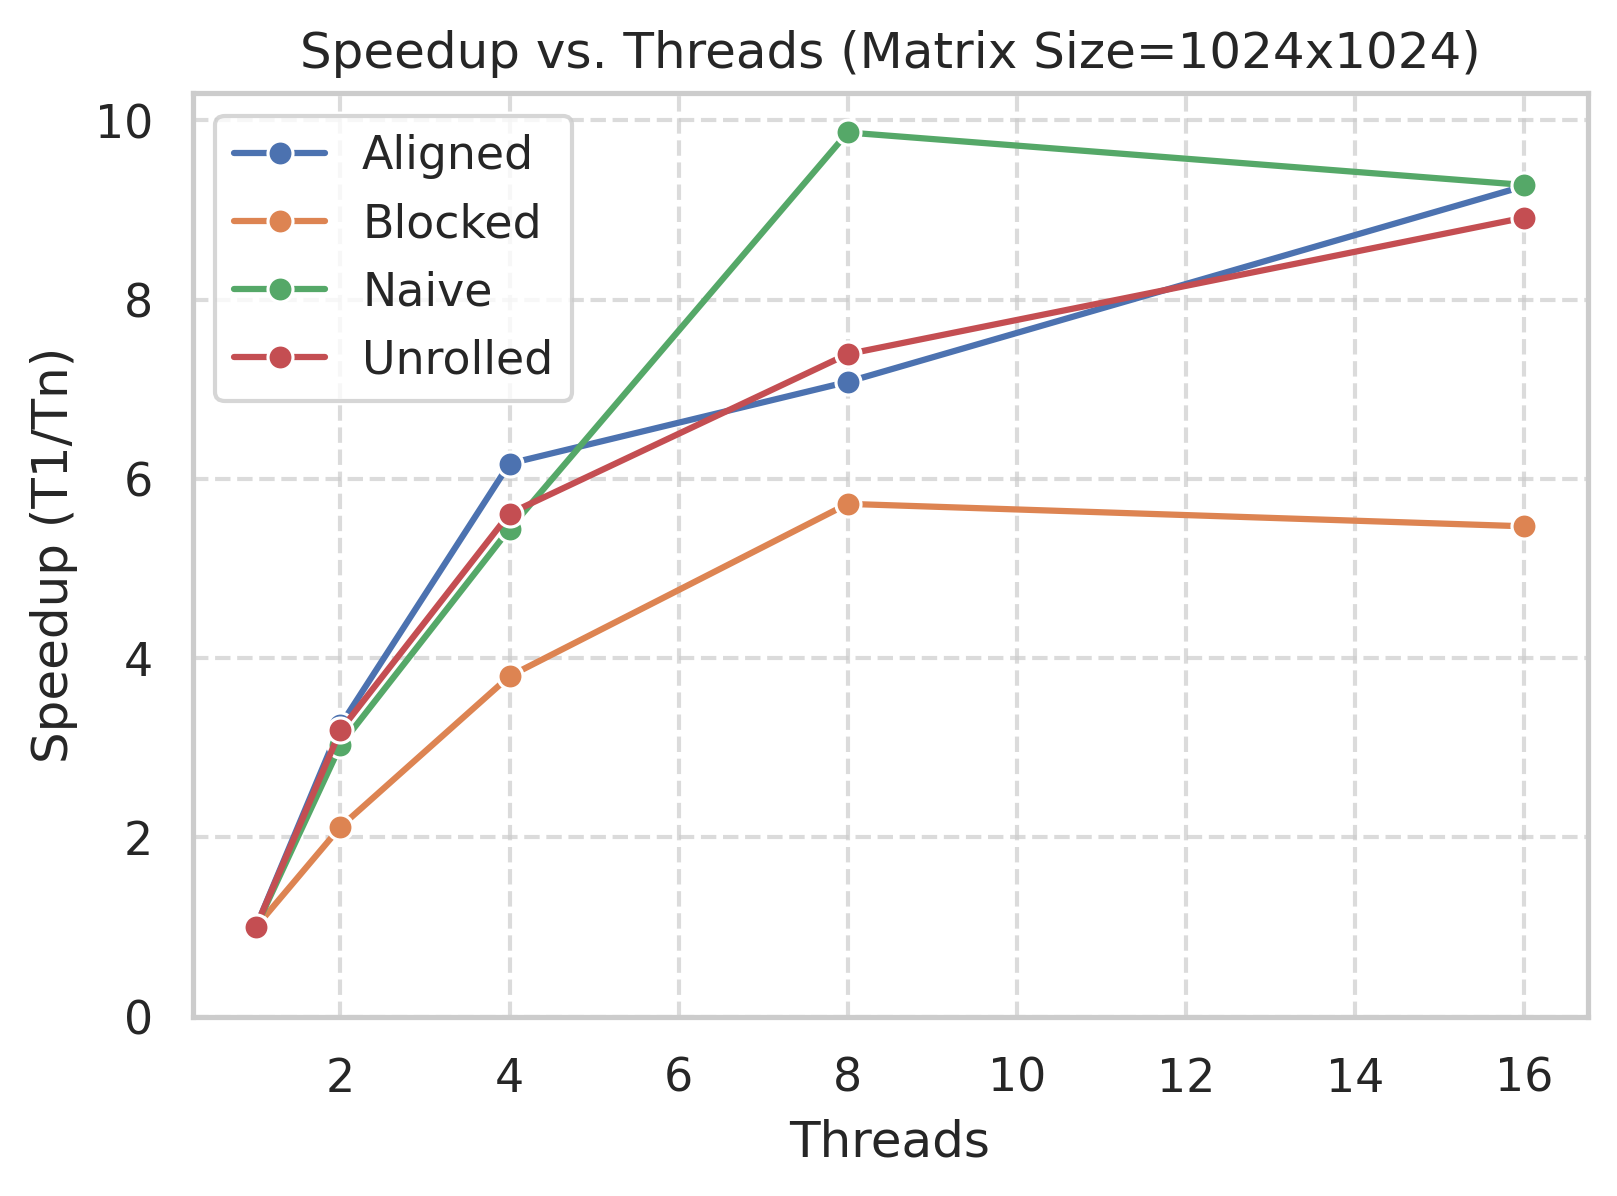 Speedup vs. Threads (Matrix Size=1024x1024)
Speedup (T1/Tn)
10
8
6
4
2
0
Aligned
Blocked
Naive
Unrolled
2 4 6 8 10 12 14 16
Threads